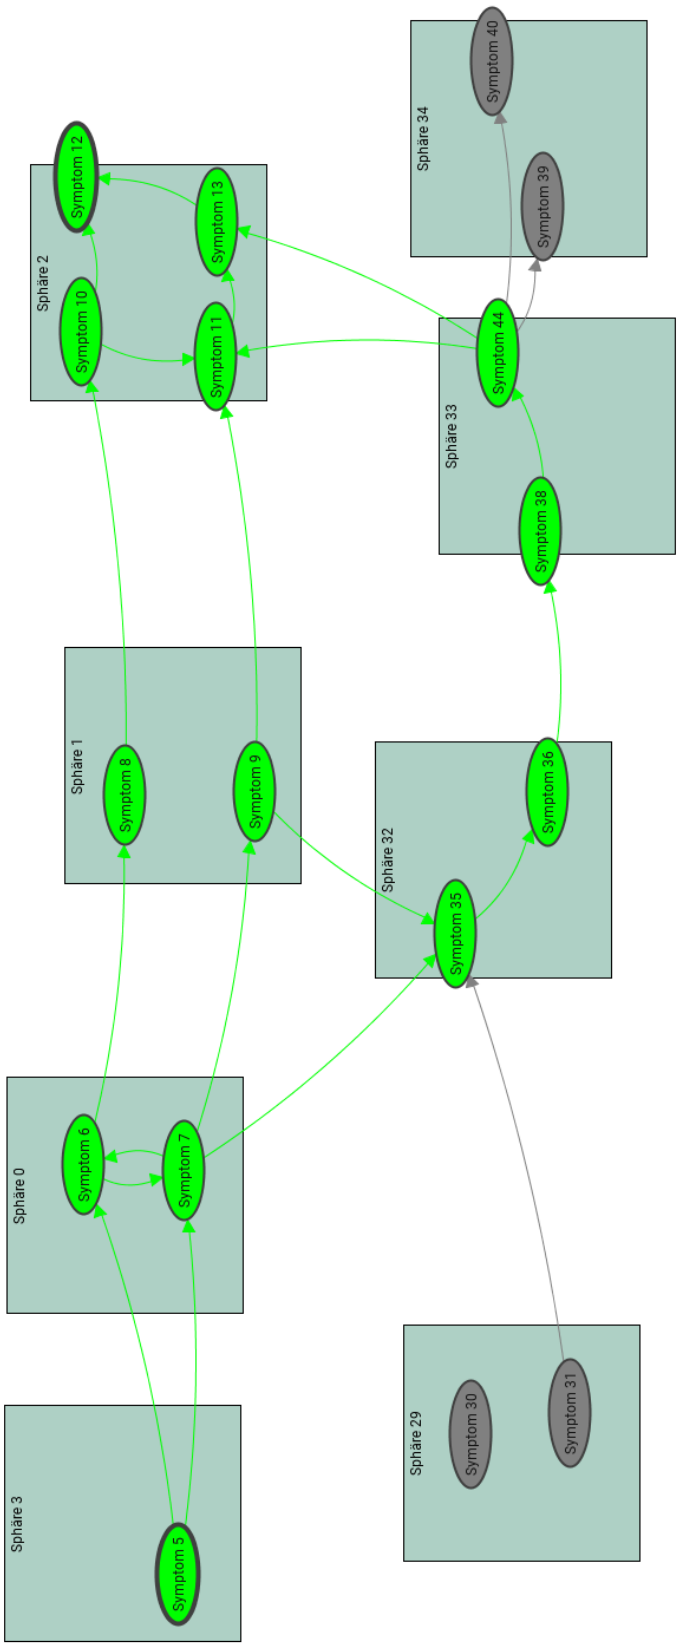 Sphäre 3
Symptom 5
Sphäre 0
Symptom 6
Symptom 7
Sphäre 1
Symptom 8
Symptom 9
Sphäre 2
Symptom 10
Symptom 12
Symptom 11
Symptom 13
Sphäre 29
Symptom 30
Symptom 31
Sphäre 32
Symptom 35
Symptom 36
Sphäre 33
Symptom 38
Symptom 44
Sphäre 34
Symptom 40
Symptom 39